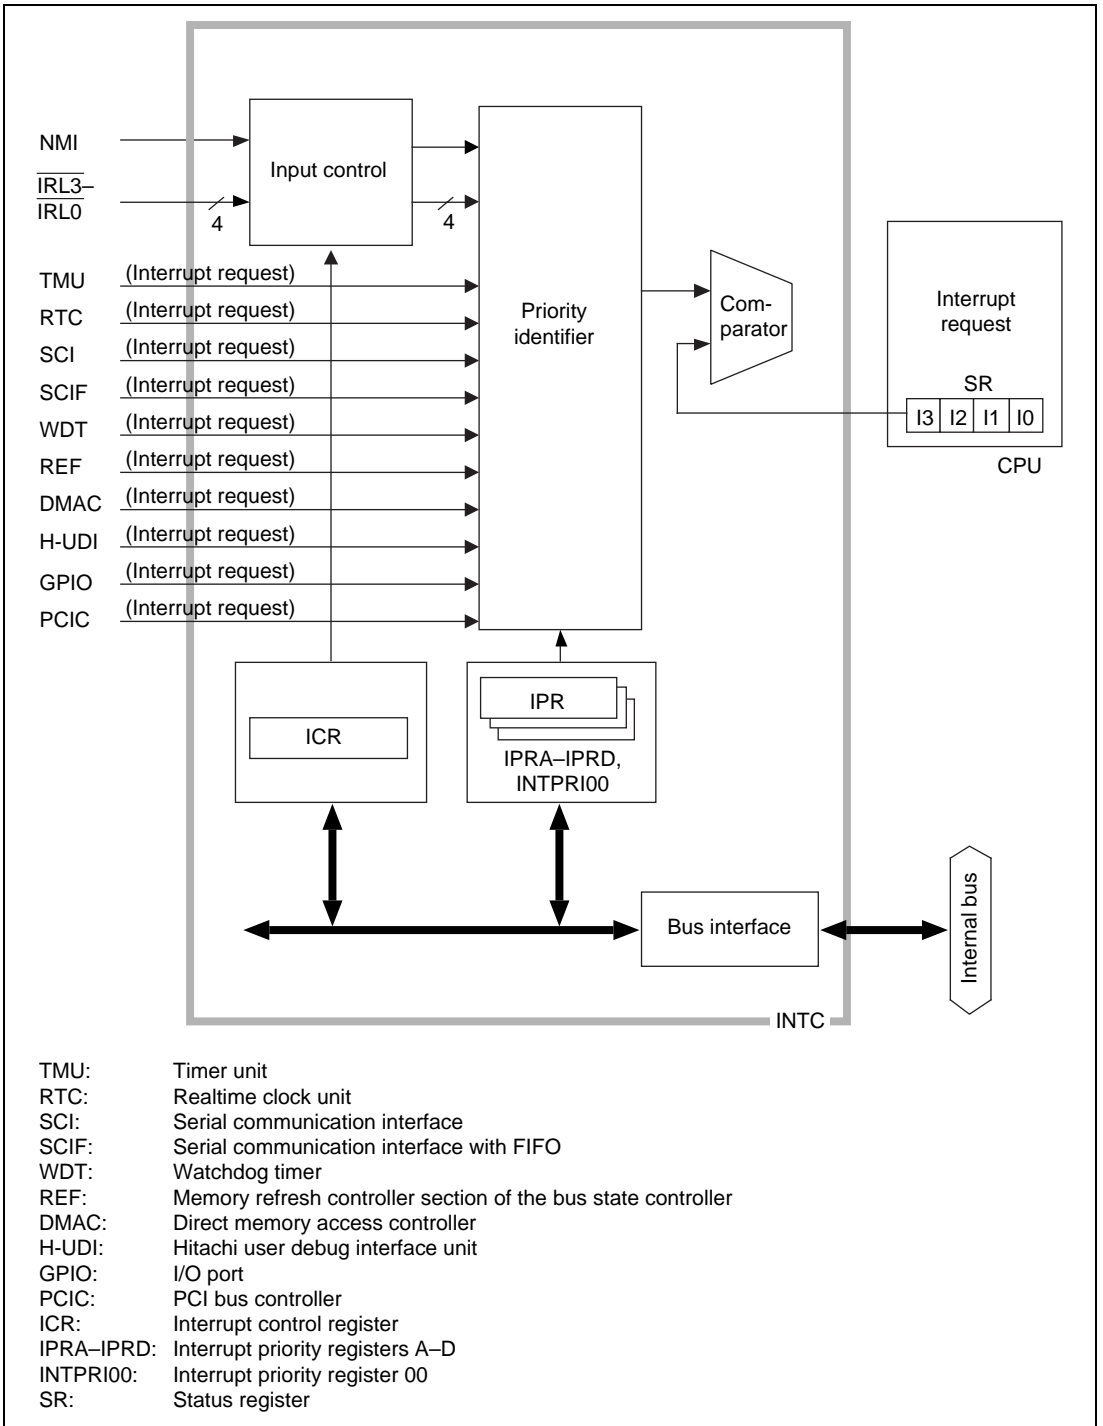 NMI
IRL3–
IRL0
4
Input control
4
TMU (Interrupt request)
RTC (Interrupt request)
SCI (Interrupt request)
SCIF (Interrupt request)
WDT (Interrupt request)
REF (Interrupt request)
DMAC (Interrupt request)
H-UDI (Interrupt request)
GPIO (Interrupt request)
PCIC (Interrupt request)
Priority
identifier
Com-
parator
Interrupt
request
SR
I3 I2 I1 I0
CPU
ICR
IPR
IPRA–IPRD,
INTPRI00
Bus interface
Internal bus
INTC
TMU: Timer unit
RTC: Realtime clock unit
SCI: Serial communication interface
SCIF: Serial communication interface with FIFO
WDT: Watchdog timer
REF: Memory refresh controller section of the bus state controller
DMAC: Direct memory access controller
H-UDI: Hitachi user debug interface unit
GPIO: I/O port
PCIC: PCI bus controller
ICR: Interrupt control register
IPRA–IPRD: Interrupt priority registers A–D
INTPRI00: Interrupt priority register 00
SR: Status register